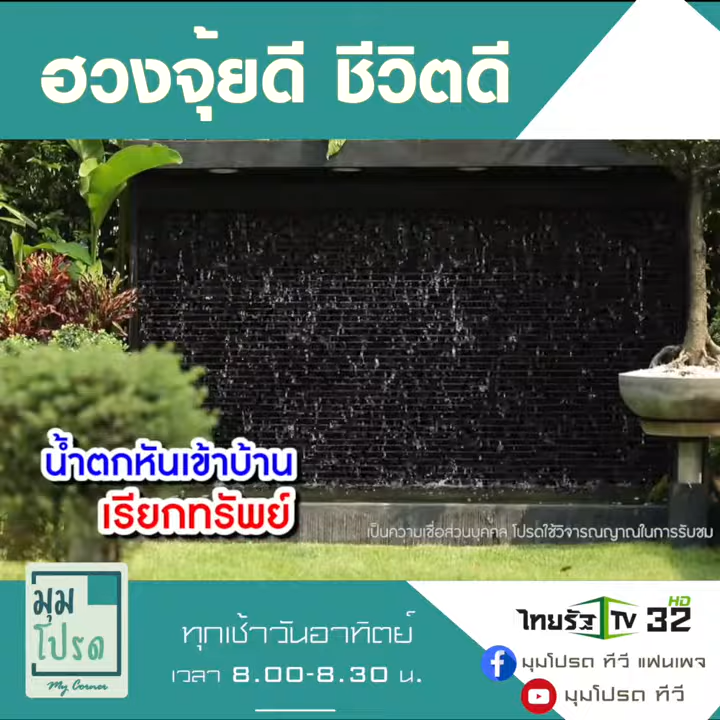 ฮวงจุ้ยดี ชีวิตดี
น้ำตกหันเข้าบ้าน
เรียกทรัพย์
เป็นความเชื่อส่วนบุคคล โปรดใช้วิจารณญาณในการรับชม
มุม
โปรด
My Corner
ทุกเช้าวันอาทิตย์
เวลา 8.00-8.30 น.
ไทยรัฐ TV 32 HD
มุมโปรด ทีวี แฟนเพจ
มุมโปรด ทีวี